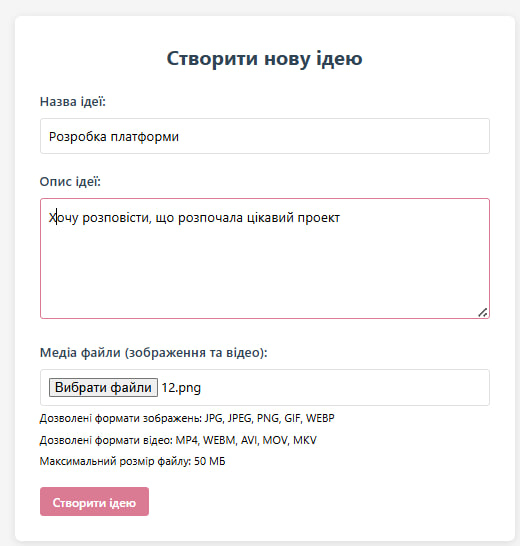 Створити нову ідею
Назва ідеї:
Розробка платформи
Опис ідеї:
Хочу розповісти, що розпочала цікавий проект
Медіа файли (зображення та відео):
Вибрати файли 12.png
Дозволені формати зображень: JPG, JPEG, PNG, GIF, WEBP
Дозволені формати відео: MP4, WEBM, AVI, MOV, MKV
Максимальний розмір файлу: 50 МБ
Створити ідею